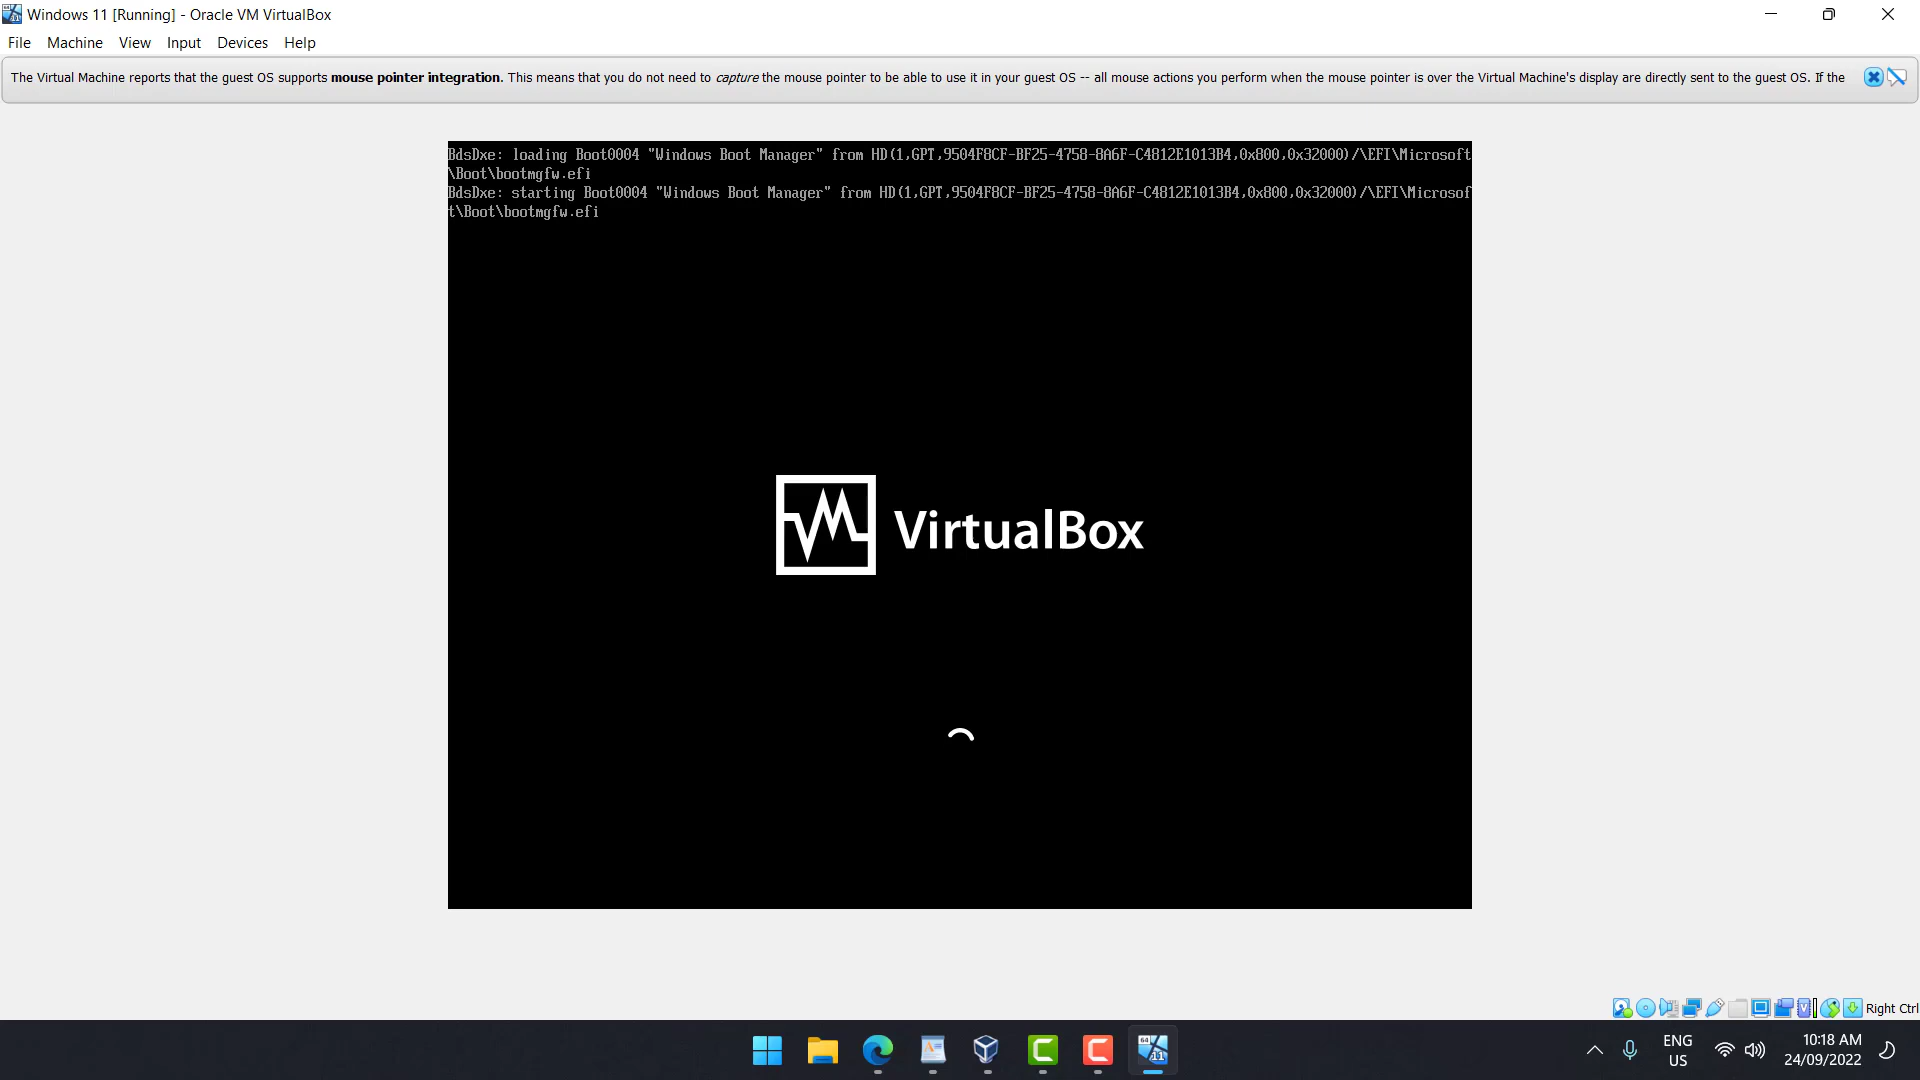 Windows 11 [Running] - Oracle VM VirtualBox
File Machine View Input Devices Help
The Virtual Machine reports that the guest OS supports mouse pointer integration. This means that you do not need to capture the mouse pointer to be able to use it in your guest OS -- all mouse actions you perform when the mouse pointer is over the Virtual Machine's display are directly sent to the guest OS. If the
BdsDxe: loading Boot0004 "Windows Boot Manager" from HD(1,GPT,9504F8CF-BF25-4758-8A6F-C4812E1013B4,0x800,0x32000)/\EFI\Microsoft
\Boot\bootmgfw.efi
BdsDxe: starting Boot0004 "Windows Boot Manager" from HD(1,GPT,9504F8CF-BF25-4758-8A6F-C4812E1013B4,0x800,0x32000)/\EFI\Microsof
t\Boot\bootmgfw.efi
VirtualBox
Right Ctrl
64
11
ENG
US
10:18 AM
24/09/2022